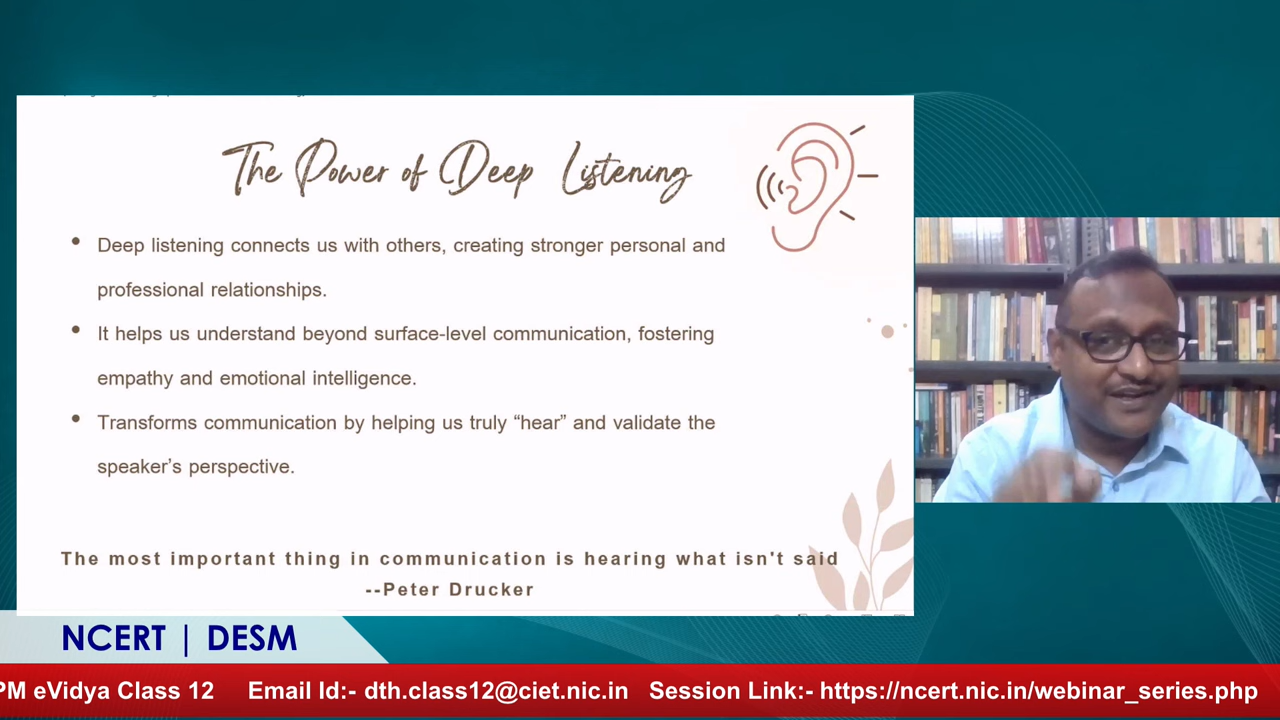 The Power of Deep Listening
• Deep listening connects us with others, creating stronger personal and
professional relationships.
• It helps us understand beyond surface-level communication, fostering
empathy and emotional intelligence.
• Transforms communication by helping us truly “hear” and validate the
speaker’s perspective.
The most important thing in communication is hearing what isn't said
--Peter Drucker
NCERT | DESM
PM eVidya Class 12 Email Id:- dth.class12@ciet.nic.in Session Link:- https://ncert.nic.in/webinar_series.php